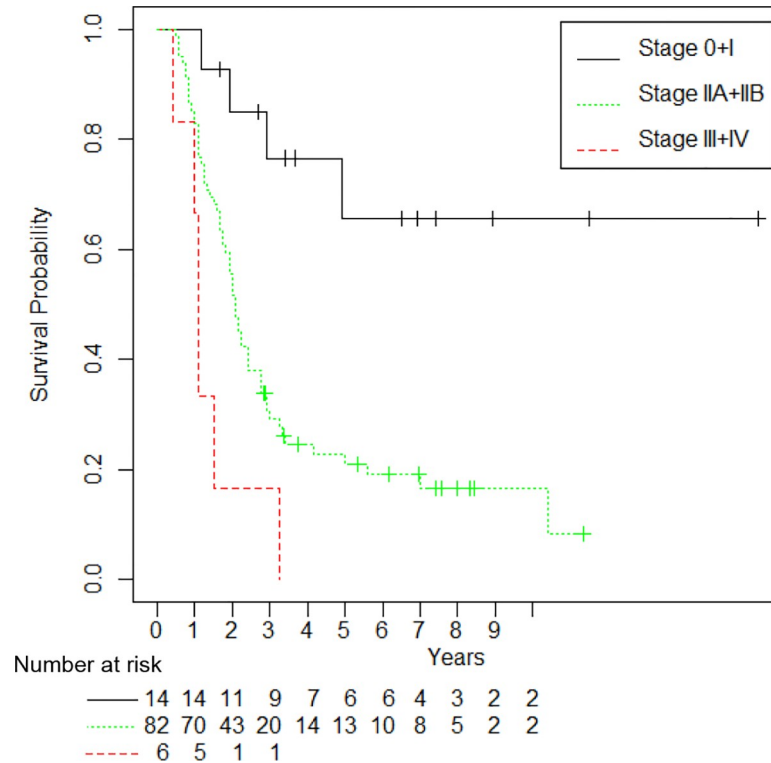 Stage 0+I
Stage IIA+IIB
Stage III+IV
Survival Probability
1.0
0.8
0.6
0.4
0.2
0.0
0 1 2 3 4 5 6 7 8 9
Years
Number at risk
14 14 11 9 7 6 6 4 3 2 2
82 70 43 20 14 13 10 8 5 2 2
6 5 1 1